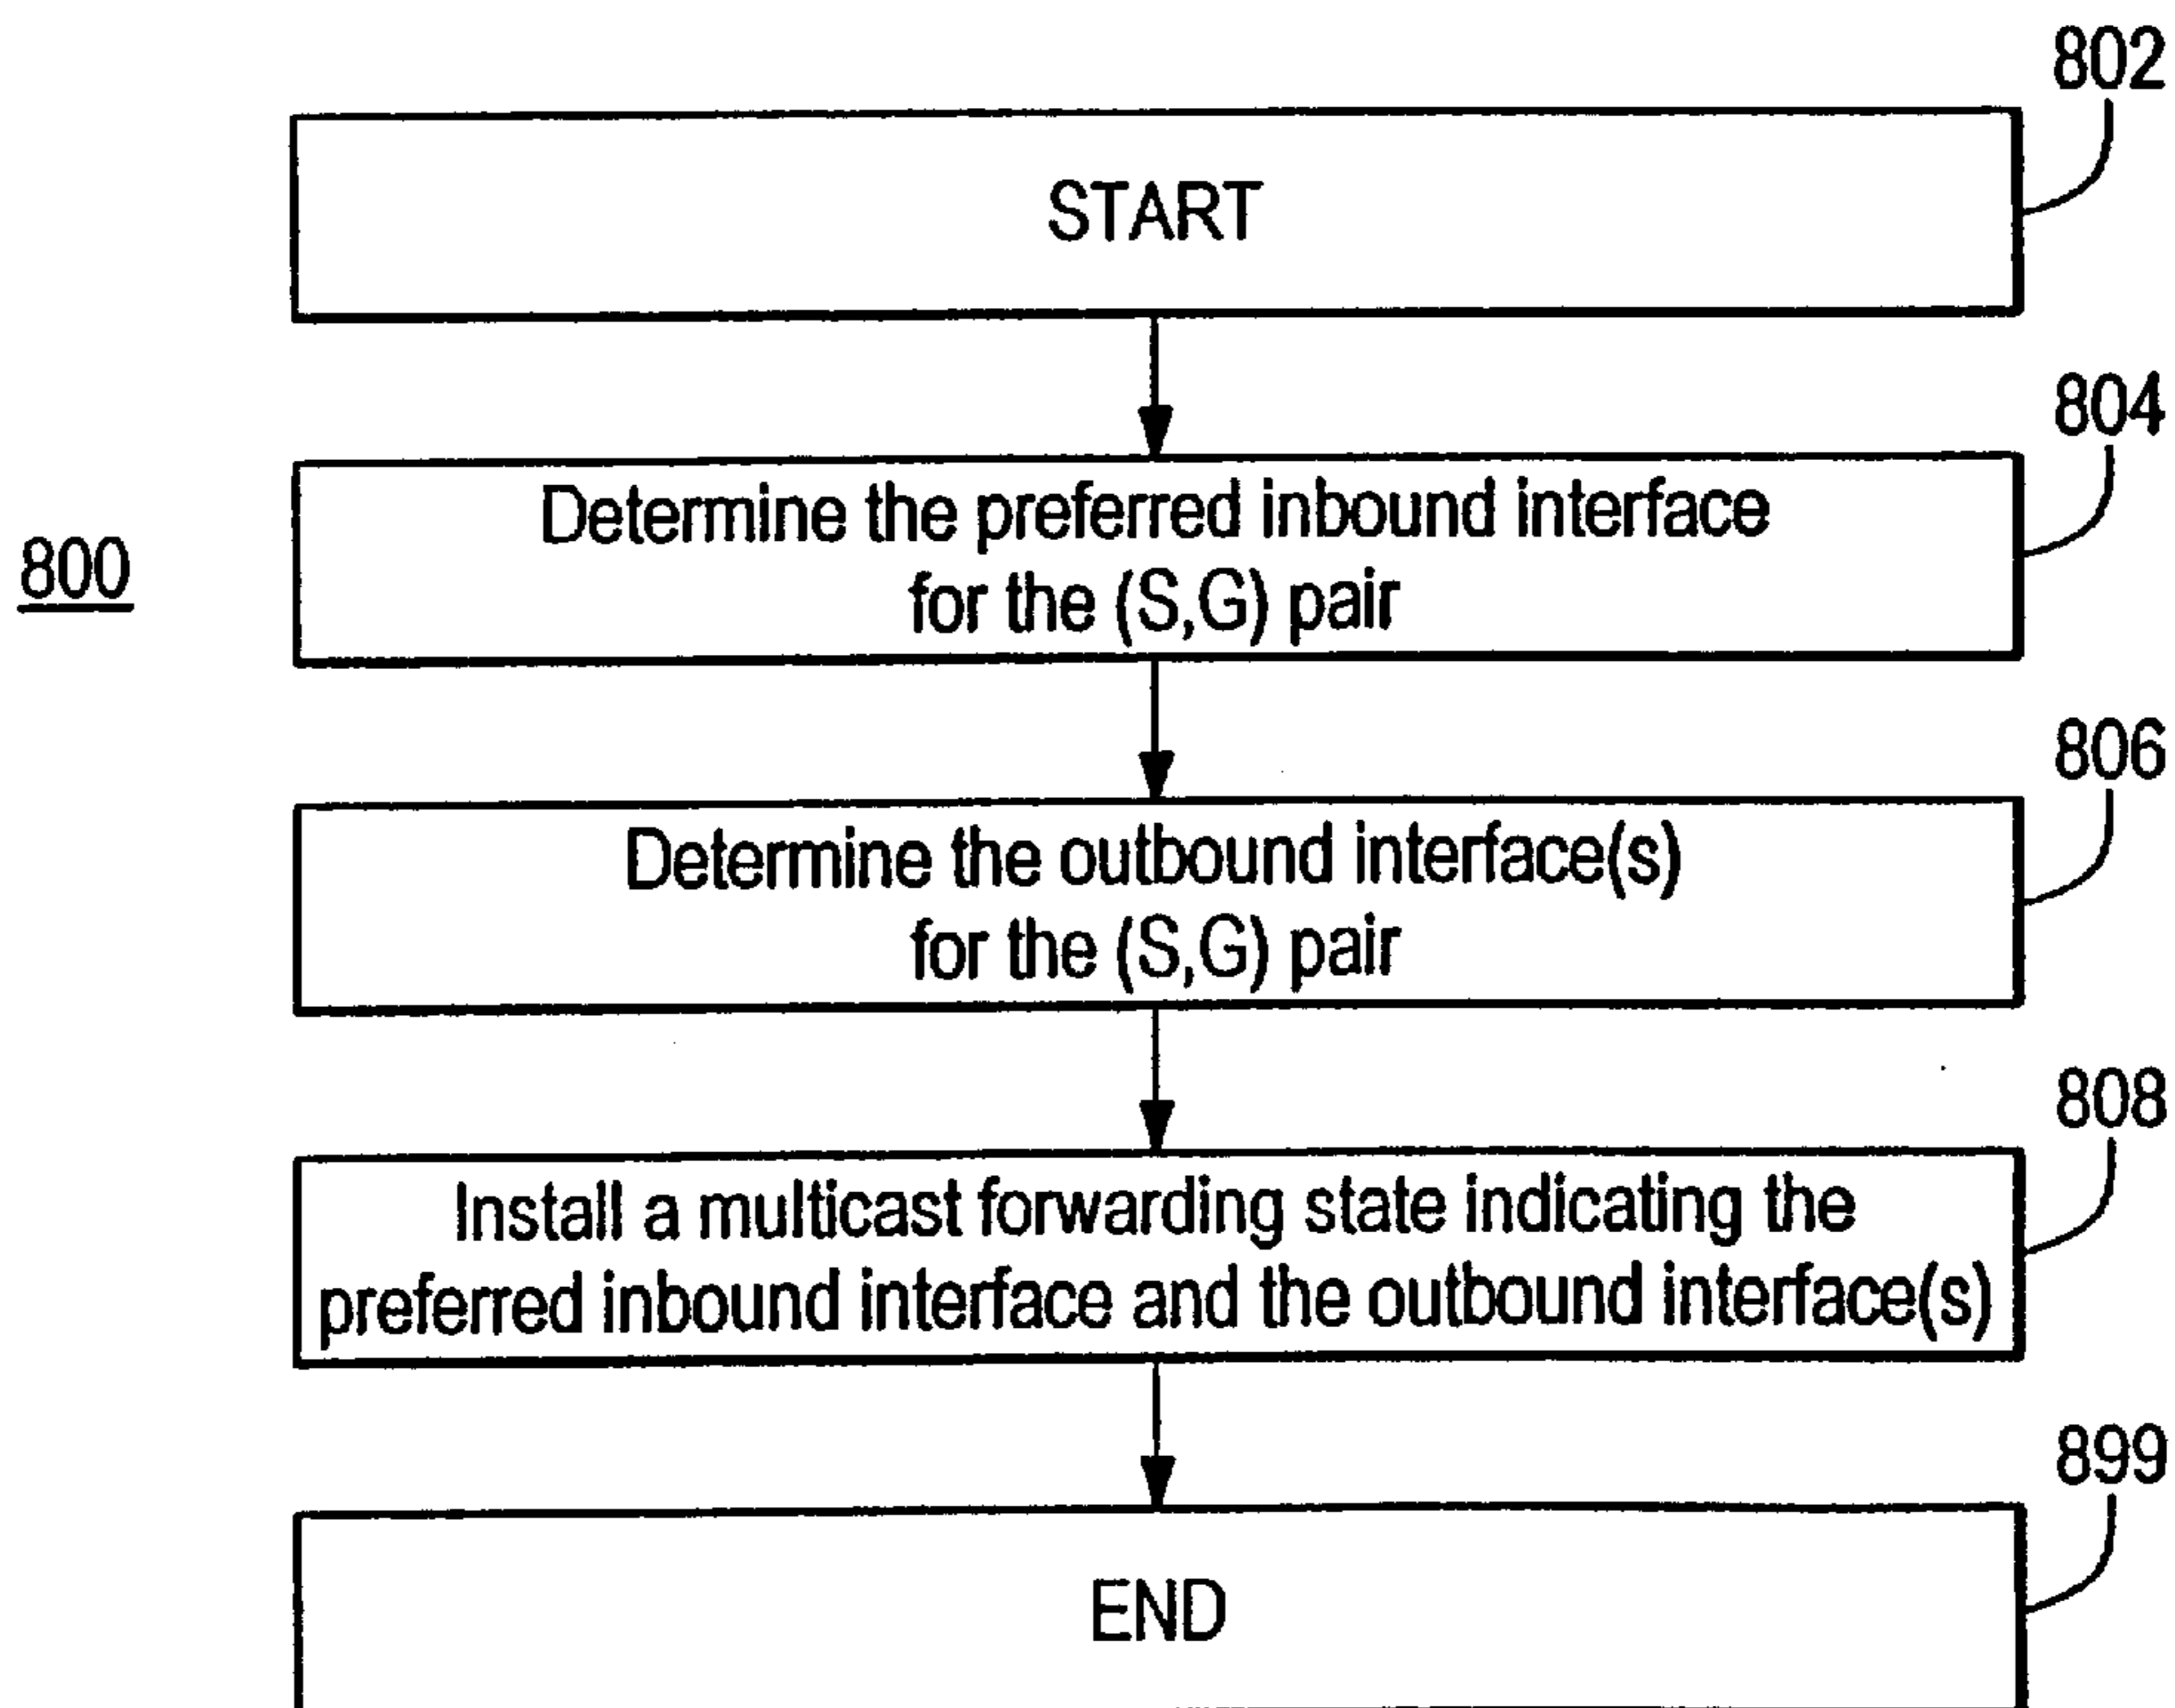 802
START
804
Determine the preferred inbound interface
for the (S,G) pair
800
806
Determine the outbound interface(s)
for the (S,G) pair
808
Install a multicast forwarding state indicating the
preferred inbound interface and the outbound interface(s)
899
END